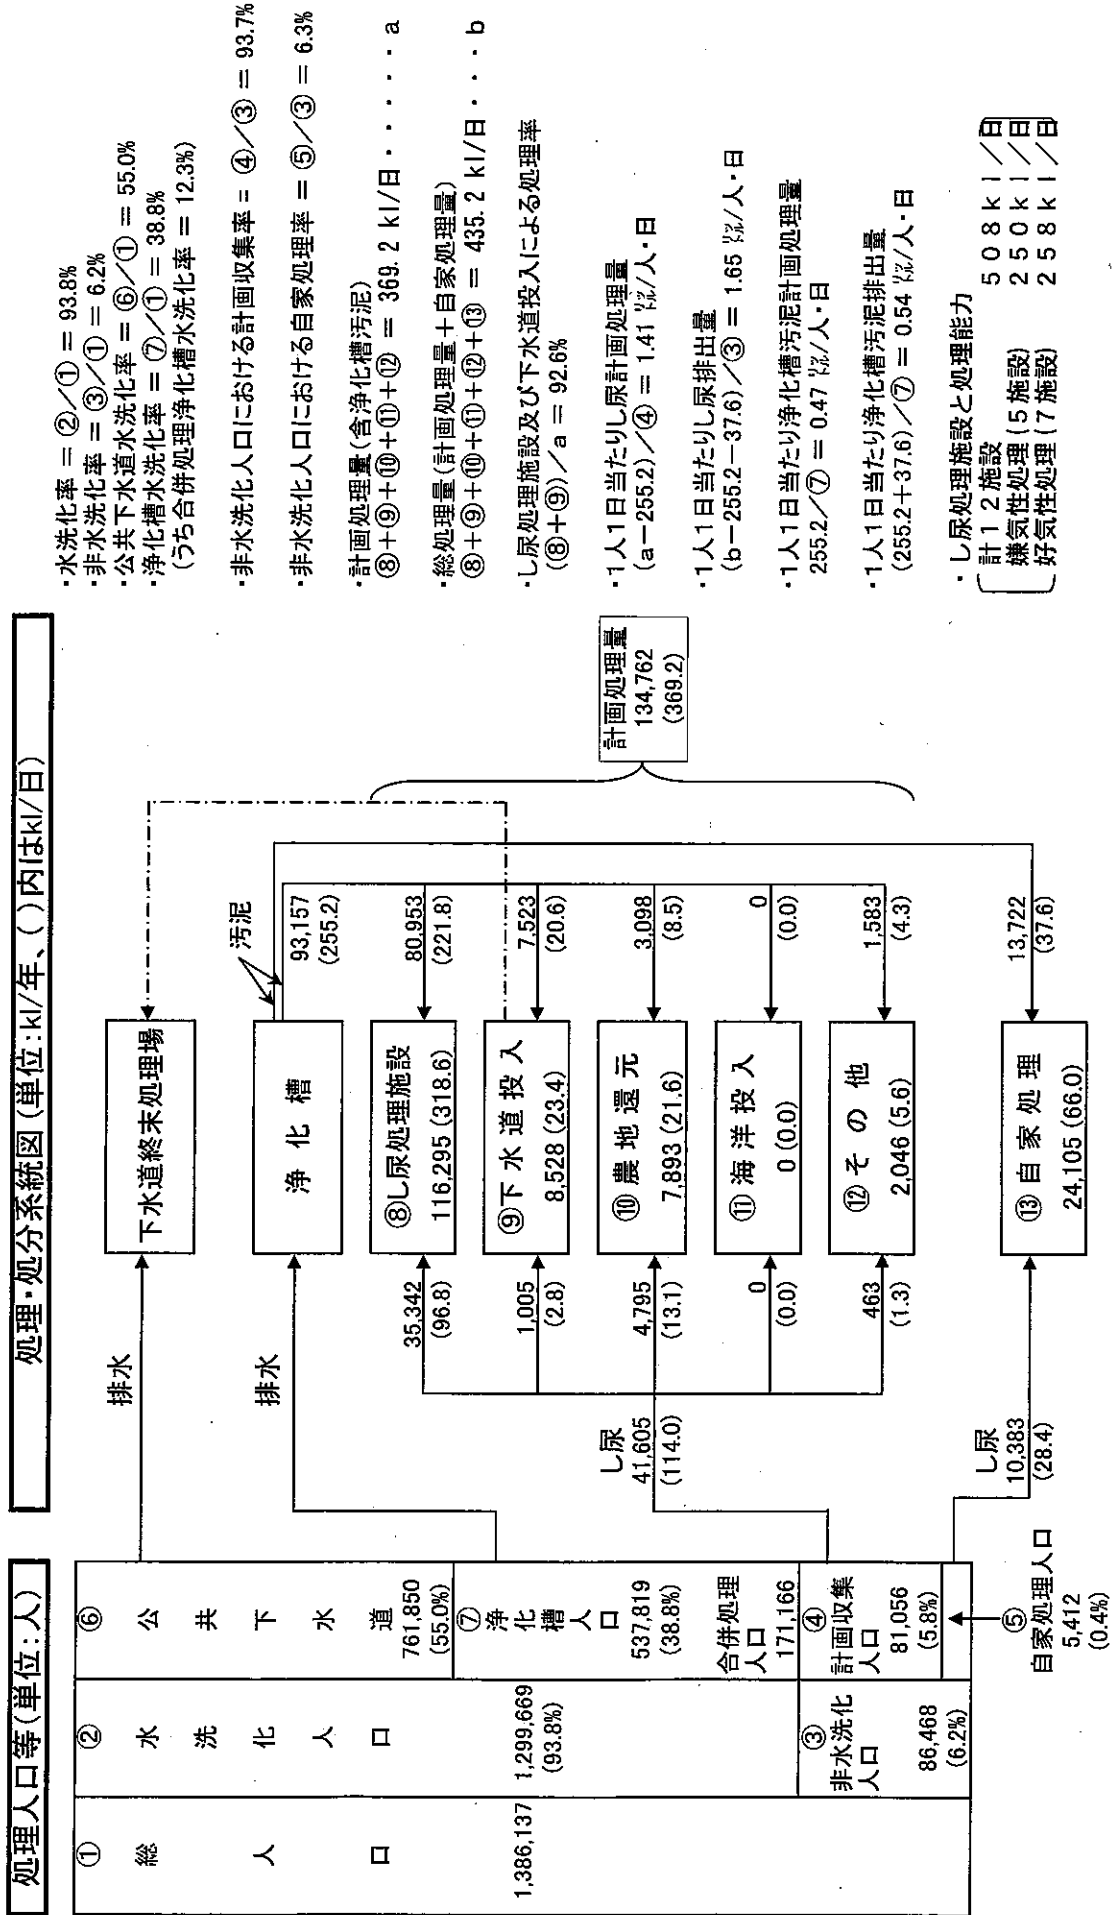 処理人口等(単位:人)
① 総人口
1,386,137
② 水洗化人口
1,299,669
(93.8%)
③
非水洗化
人口
86,468
(6.2%)
⑥ 公共下水道
761,850
(55.0%)
⑦
浄化槽人口
537,819
(38.8%)
合併処理
人口
171,166
④
計画収集
人口
81,056
(5.8%)
⑤
自家処理人口
5,412
(0.4%)
処理・処分系統図(単位:kl/年、( )内はkl/日)
排水
排水
し尿
41,605
(114.0)
し尿
10,383
(28.4)
35,342
(96.8)
1,005
(2.8)
4,795
(13.1)
0
(0.0)
463
(1.3)
下水道終末処理場
浄化槽
⑧し尿処理施設
116,295 (318.6)
⑨下水道投入
8,528 (23.4)
⑩農地還元
7,893 (21.6)
⑪海洋投入
0 (0.0)
⑫その他
2,046 (5.6)
⑬自家処理
24,105 (66.0)
汚泥
93,157
(255.2)
80,953
(221.8)
7,523
(20.6)
3,098
(8.5)
0
(0.0)
1,583
(4.3)
13,722
(37.6)
計画処理量
134,762
(369.2)
・水洗化率 = ②/① = 93.8%
・非水洗化率 = ③/① = 6.2%
・公共下水道水洗化率 = ⑥/① = 55.0%
・浄化槽水洗化率 = ⑦/① = 38.8%
(うち合併処理浄化槽水洗化率 = 12.3%)
・非水洗化人口における計画収集率 = ④/③ = 93.7%
・非水洗化人口における自家処理率 = ⑤/③ = 6.3%
・計画処理量(含浄化槽汚泥)
⑧+⑨+⑩+⑪+⑫ = 369.2 kl/日・・・・・・a
・総処理量(計画処理量+自家処理量)
⑧+⑨+⑩+⑪+⑫+⑬ = 435.2 kl/日・・・b
・し尿処理施設及び下水道投入による処理率
(⑧+⑨)/a = 92.6%
・1人1日当たりし尿計画処理量
(a-255.2)/④ = 1.41 ㍑/人・日
・1人1日当たりし尿排出量
(b-255.2-37.6)/③ = 1.65 ㍑/人・日
・1人1日当たり浄化槽汚泥計画処理量
255.2/⑦ = 0.47 ㍑/人・日
・1人1日当たり浄化槽汚泥排出量
(255.2+37.6)/⑦ = 0.54 ㍑/人・日
・し尿処理施設と処理能力
計12施設 508kl/日
嫌気性処理(5施設) 250kl/日
好気性処理(7施設) 258kl/日